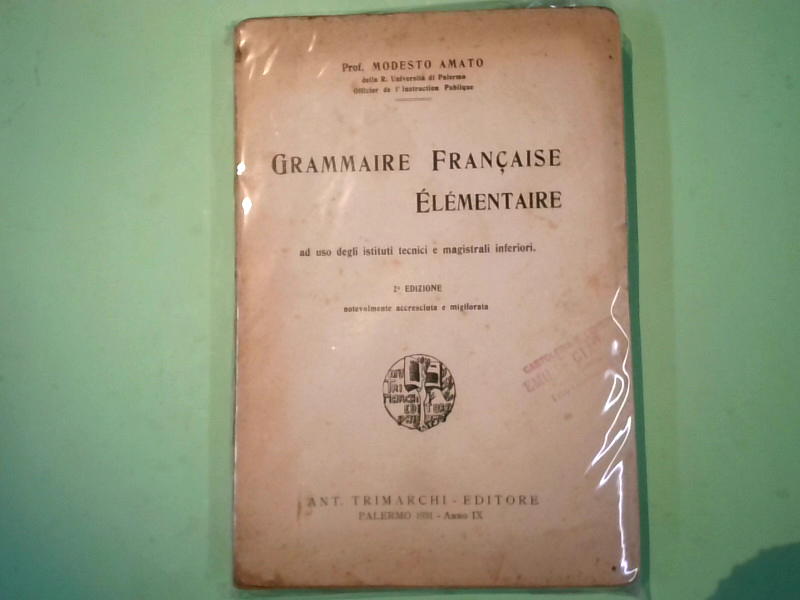 Prof. MODESTO AMATO
della R. Università di Palermo
Officier de l'Instruction Publique
GRAMMAIRE FRANÇAISE
ÉLÉMENTAIRE
ad uso degli istituti tecnici e magistrali inferiori.
2ª EDIZIONE
notevolmente accresciuta e migliorata
ANT. TRIMARCHI - EDITORE
PALERMO 1931 - Anno IX